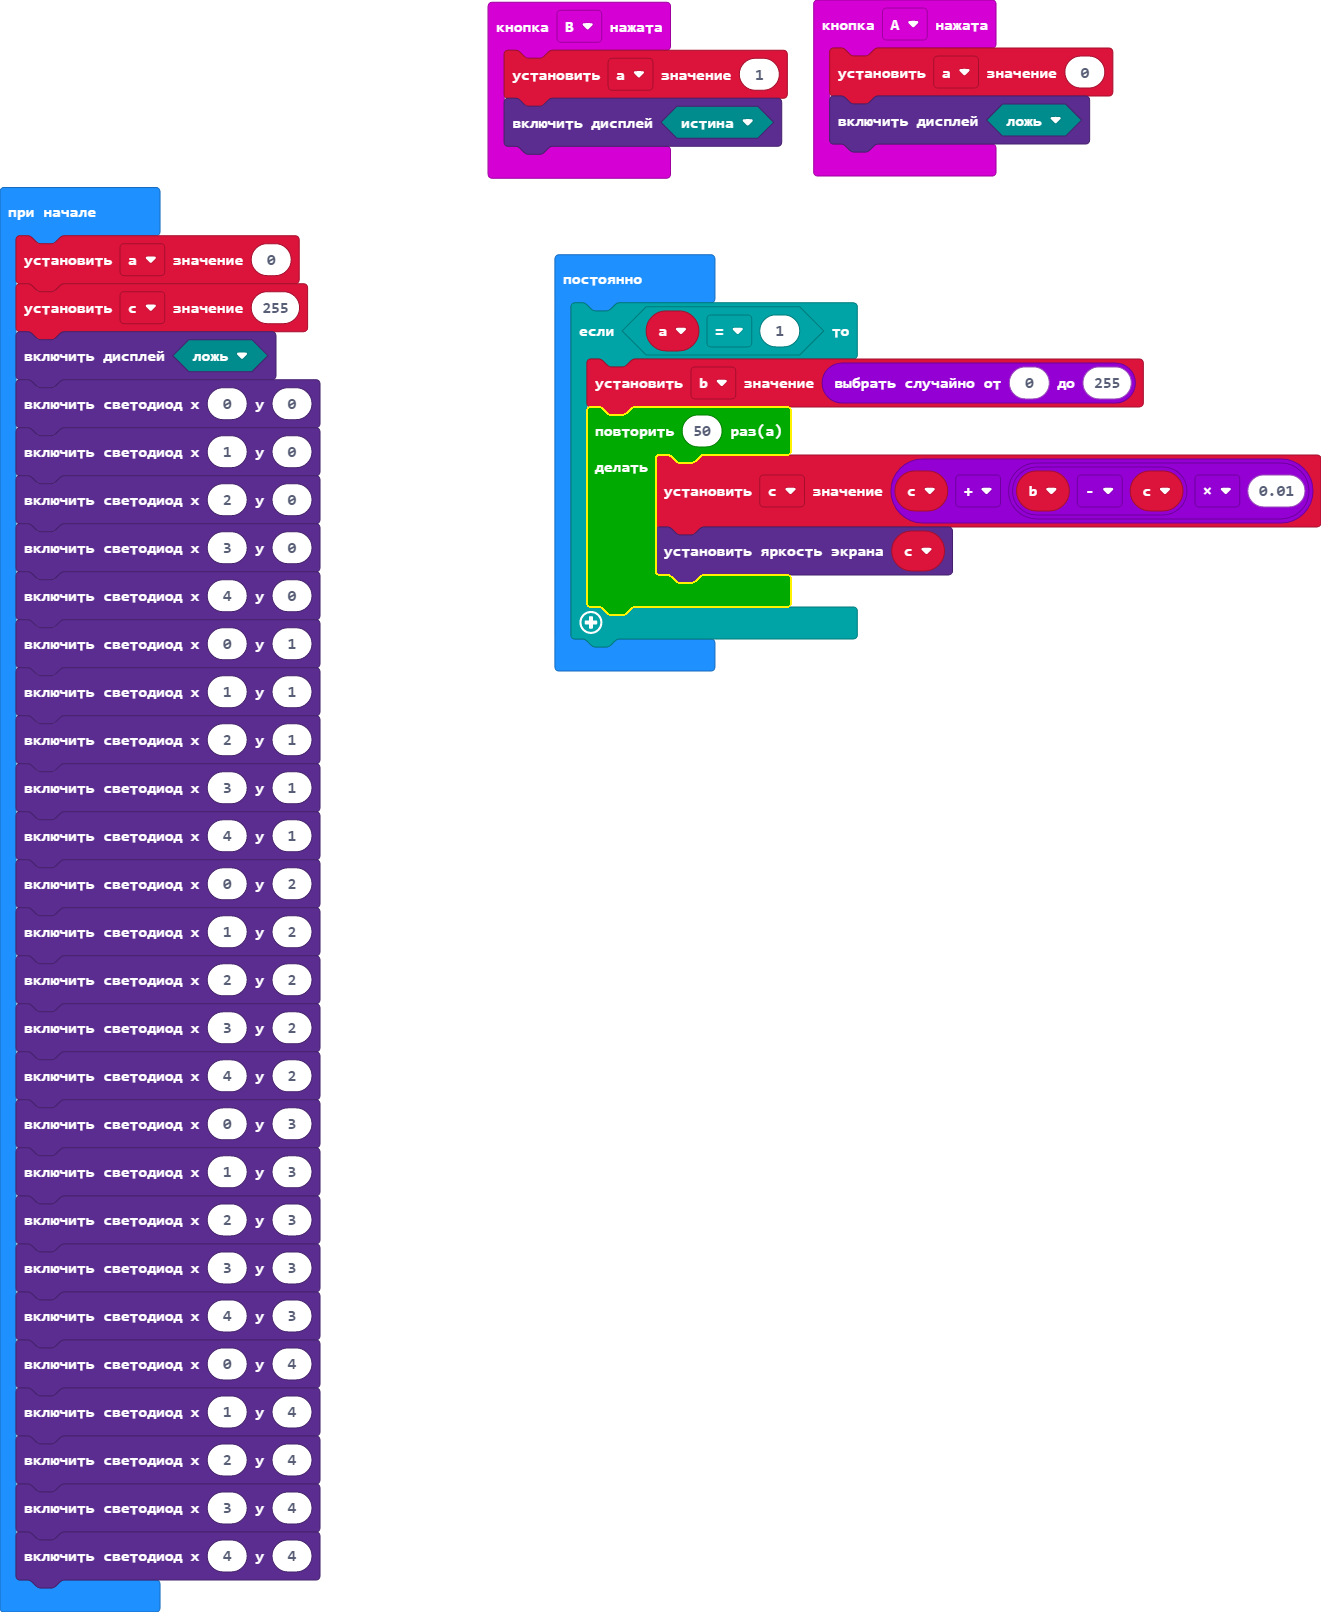 кнопка B нажата
установить a значение 1
включить дисплей истина
кнопка A нажата
установить a значение 0
включить дисплей ложь
при начале
установить a значение 0
установить c значение 255
включить дисплей ложь
включить светодиод x 0 y 0
включить светодиод x 1 y 0
включить светодиод x 2 y 0
включить светодиод x 3 y 0
включить светодиод x 4 y 0
включить светодиод x 0 y 1
включить светодиод x 1 y 1
включить светодиод x 2 y 1
включить светодиод x 3 y 1
включить светодиод x 4 y 1
включить светодиод x 0 y 2
включить светодиод x 1 y 2
включить светодиод x 2 y 2
включить светодиод x 3 y 2
включить светодиод x 4 y 2
включить светодиод x 0 y 3
включить светодиод x 1 y 3
включить светодиод x 2 y 3
включить светодиод x 3 y 3
включить светодиод x 4 y 3
включить светодиод x 0 y 4
включить светодиод x 1 y 4
включить светодиод x 2 y 4
включить светодиод x 3 y 4
включить светодиод x 4 y 4
постоянно
если a = 1 то
установить b значение выбрать случайно от 0 до 255
повторить 50 раз(а)
делать
установить c значение c + b - c × 0.01
установить яркость экрана c